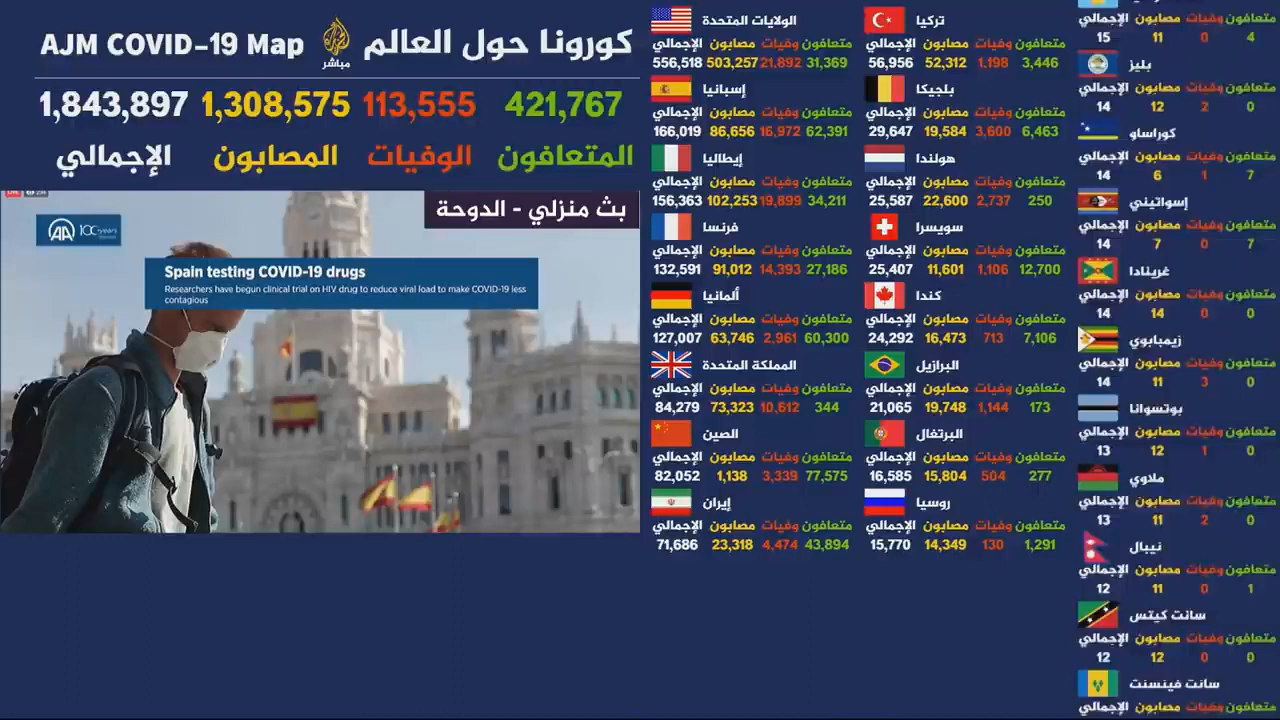 AJM COVID-19 Map
مباشر
كورونا حول العالم
1,843,897 1,308,575 113,555 421,767
الإجمالي المصابون الوفيات المتعافون
بث منزلي - الدوحة
AA 100 years
Spain testing COVID-19 drugs
Researchers have begun clinical trial on HIV drug to reduce viral load to make COVID-19 less
contagious
الولايات المتحدة
الإجمالي مصابون وفيات متعافون
556,518 503,257 21,892 31,369
إسبانيا
الإجمالي مصابون وفيات متعافون
166,019 86,656 16,972 62,391
إيطاليا
الإجمالي مصابون وفيات متعافون
156,363 102,253 19,899 34,211
فرنسا
الإجمالي مصابون وفيات متعافون
132,591 91,012 14,393 27,186
ألمانيا
الإجمالي مصابون وفيات متعافون
127,007 63,746 2,961 60,300
المملكة المتحدة
الإجمالي مصابون وفيات متعافون
84,279 73,323 10,612 344
الصين
الإجمالي مصابون وفيات متعافون
82,052 1,138 3,339 77,575
إيران
الإجمالي مصابون وفيات متعافون
71,686 23,318 4,474 43,894
تركيا
الإجمالي مصابون وفيات متعافون
56,956 52,312 1,198 3,446
بلجيكا
الإجمالي مصابون وفيات متعافون
29,647 19,584 3,600 6,463
هولندا
الإجمالي مصابون وفيات متعافون
25,587 22,600 2,737 250
سويسرا
الإجمالي مصابون وفيات متعافون
25,407 11,601 1,106 12,700
كندا
الإجمالي مصابون وفيات متعافون
24,292 16,473 713 7,106
البرازيل
الإجمالي مصابون وفيات متعافون
21,065 19,748 1,144 173
البرتغال
الإجمالي مصابون وفيات متعافون
16,585 15,804 504 277
روسيا
الإجمالي مصابون وفيات متعافون
15,770 14,349 130 1,291
الإجمالي مصابون وفيات متعافون
15 11 0 4
بليز
الإجمالي مصابون وفيات متعافون
14 12 2 0
كوراساو
الإجمالي مصابون وفيات متعافون
14 6 1 7
إسواتيني
الإجمالي مصابون وفيات متعافون
14 7 0 7
غرينادا
الإجمالي مصابون وفيات متعافون
14 14 0 0
زيمبابوي
الإجمالي مصابون وفيات متعافون
14 11 3 0
بوتسوانا
الإجمالي مصابون وفيات متعافون
13 12 1 0
ملاوي
الإجمالي مصابون وفيات متعافون
13 11 2 0
نيبال
الإجمالي مصابون وفيات متعافون
12 11 0 1
سانت كيتس
الإجمالي مصابون وفيات متعافون
12 12 0 0
سانت فينسنت
الإجمالي مصابون وفيات متعافون